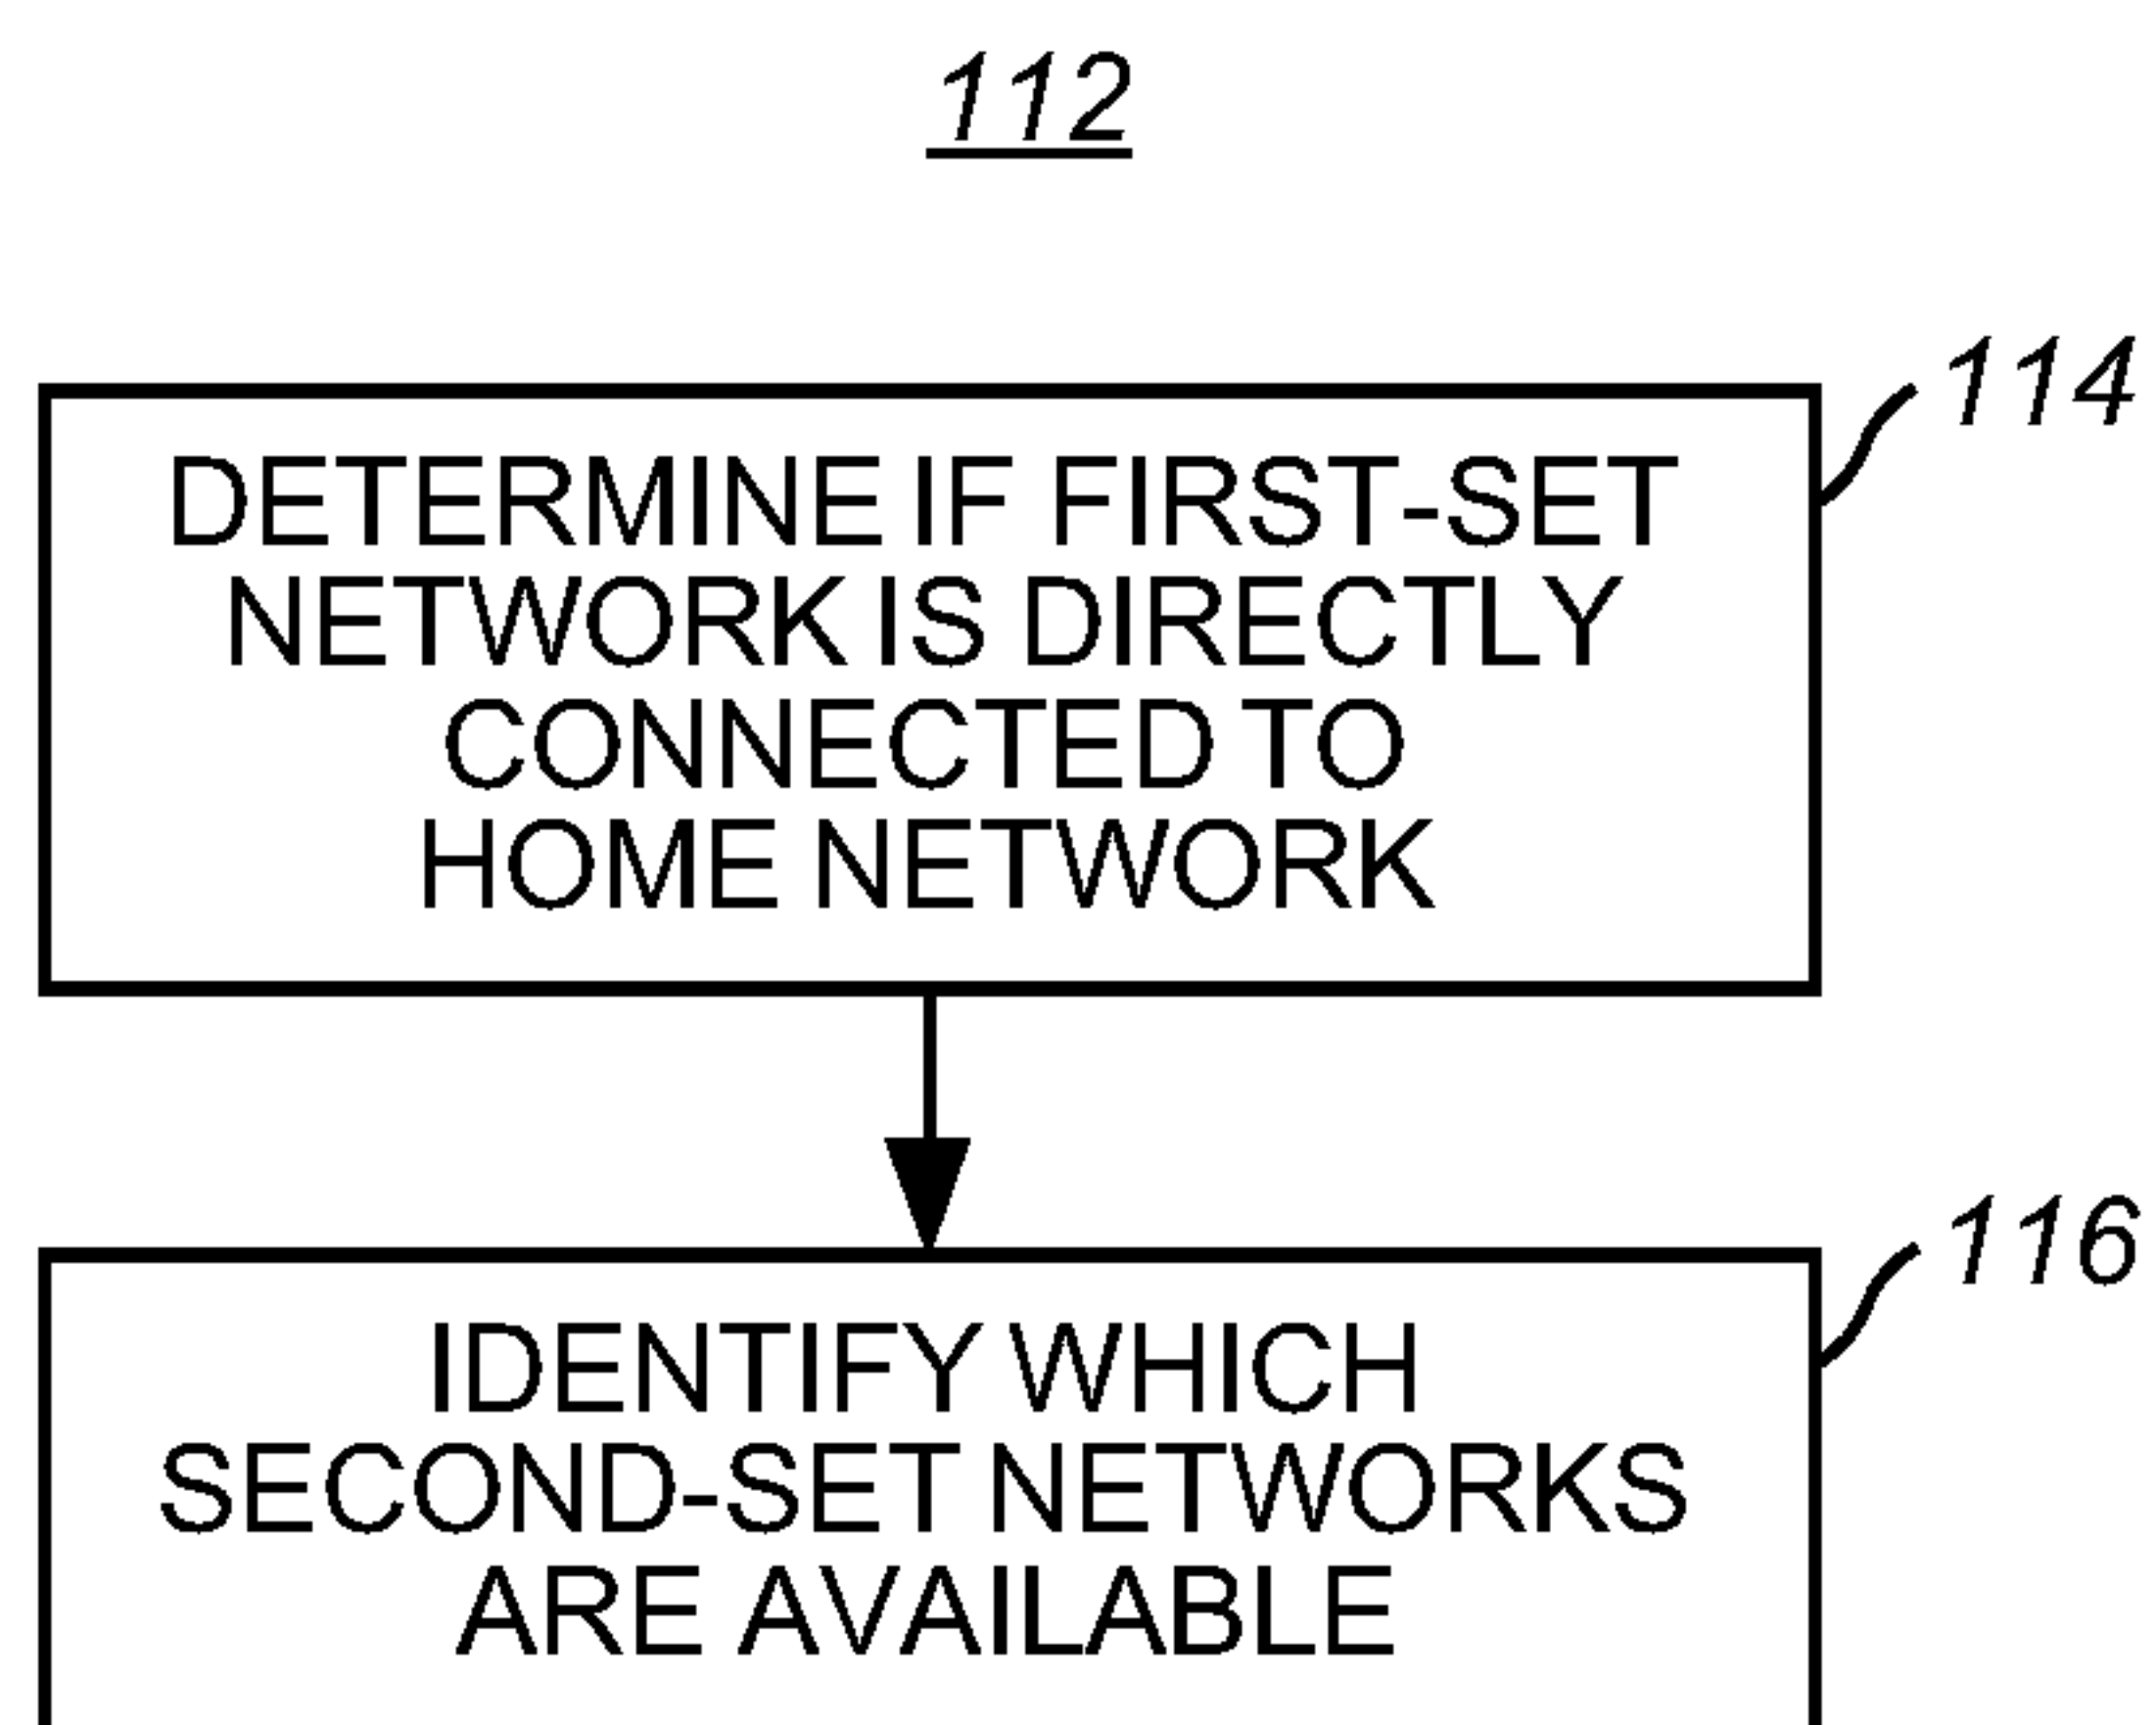 112
114
DETERMINE IF FIRST-SET
NETWORK IS DIRECTLY
CONNECTED TO
HOME NETWORK
116
IDENTIFY WHICH
SECOND-SET NETWORKS
ARE AVAILABLE